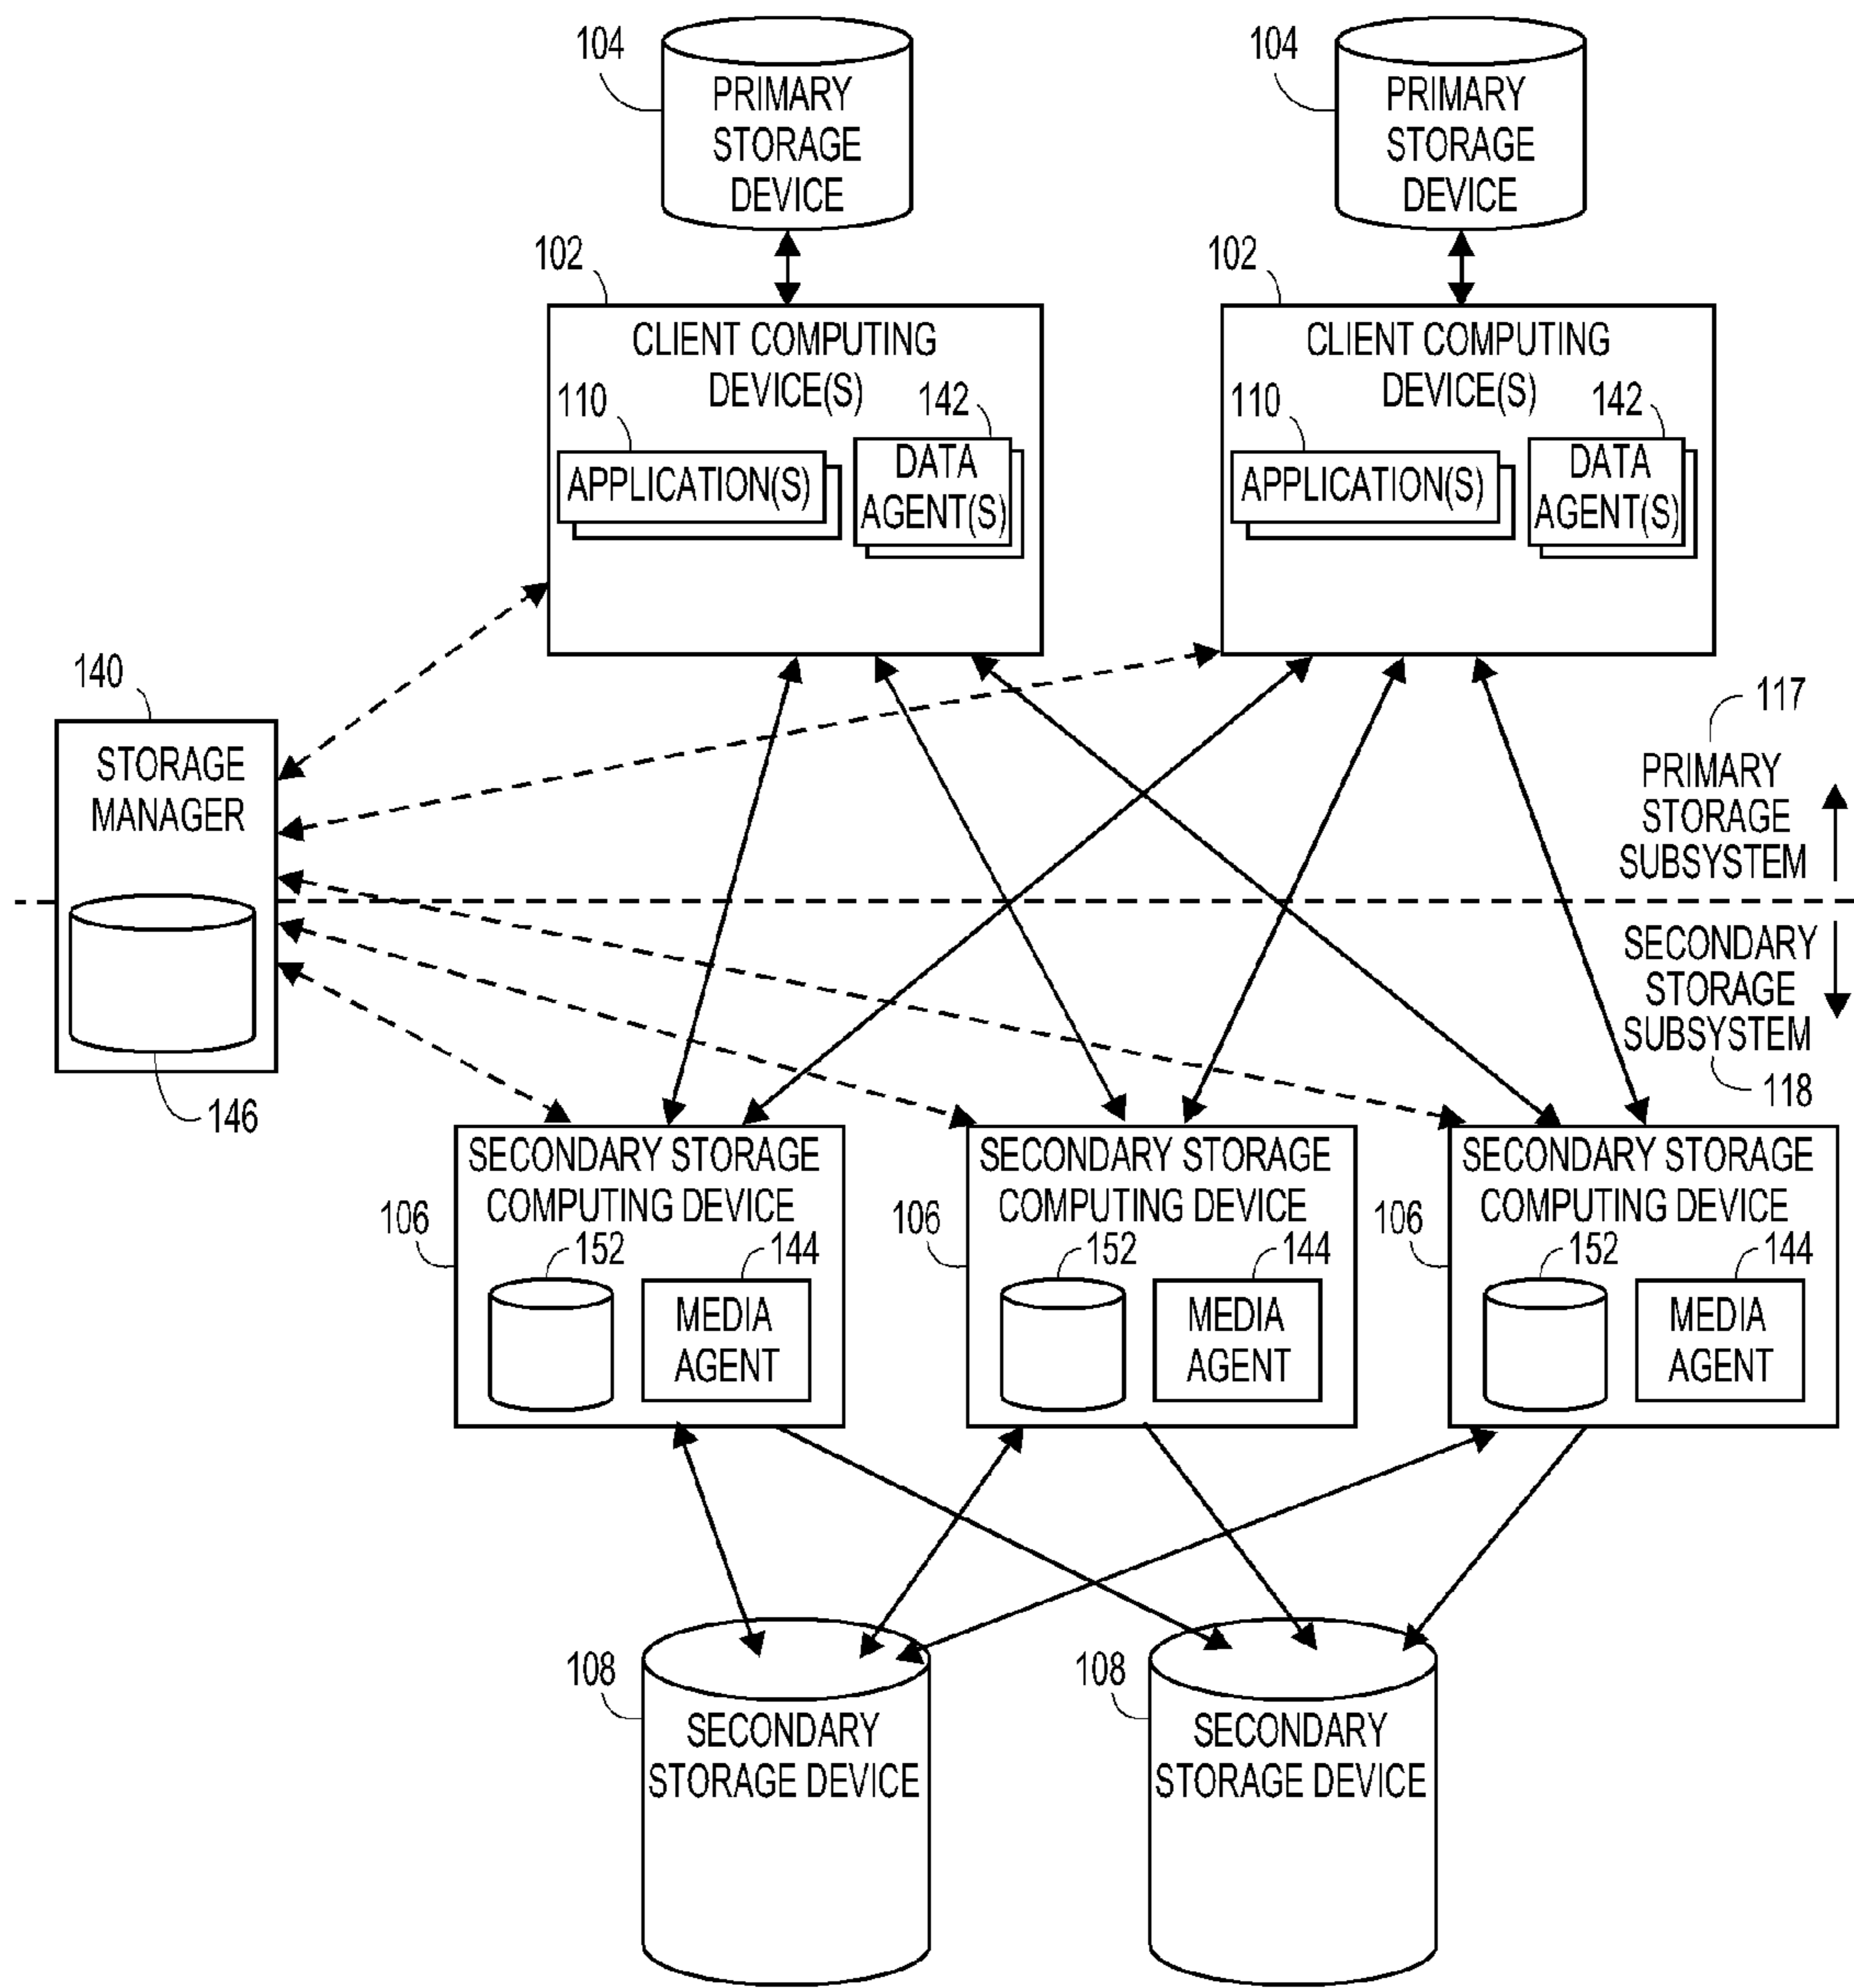 104
PRIMARY
STORAGE
DEVICE
104
PRIMARY
STORAGE
DEVICE
102
CLIENT COMPUTING
DEVICE(S)
110
142
APPLICATION(S)
DATA
AGENT(S)
102
CLIENT COMPUTING
DEVICE(S)
110
142
APPLICATION(S)
DATA
AGENT(S)
140
STORAGE
MANAGER
146
117
PRIMARY
STORAGE
SUBSYSTEM
SECONDARY
STORAGE
SUBSYSTEM
118
SECONDARY STORAGE
COMPUTING DEVICE
106
152
144
MEDIA
AGENT
SECONDARY STORAGE
COMPUTING DEVICE
106
152
144
MEDIA
AGENT
SECONDARY STORAGE
COMPUTING DEVICE
106
152
144
MEDIA
AGENT
108
SECONDARY
STORAGE DEVICE
108
SECONDARY
STORAGE DEVICE